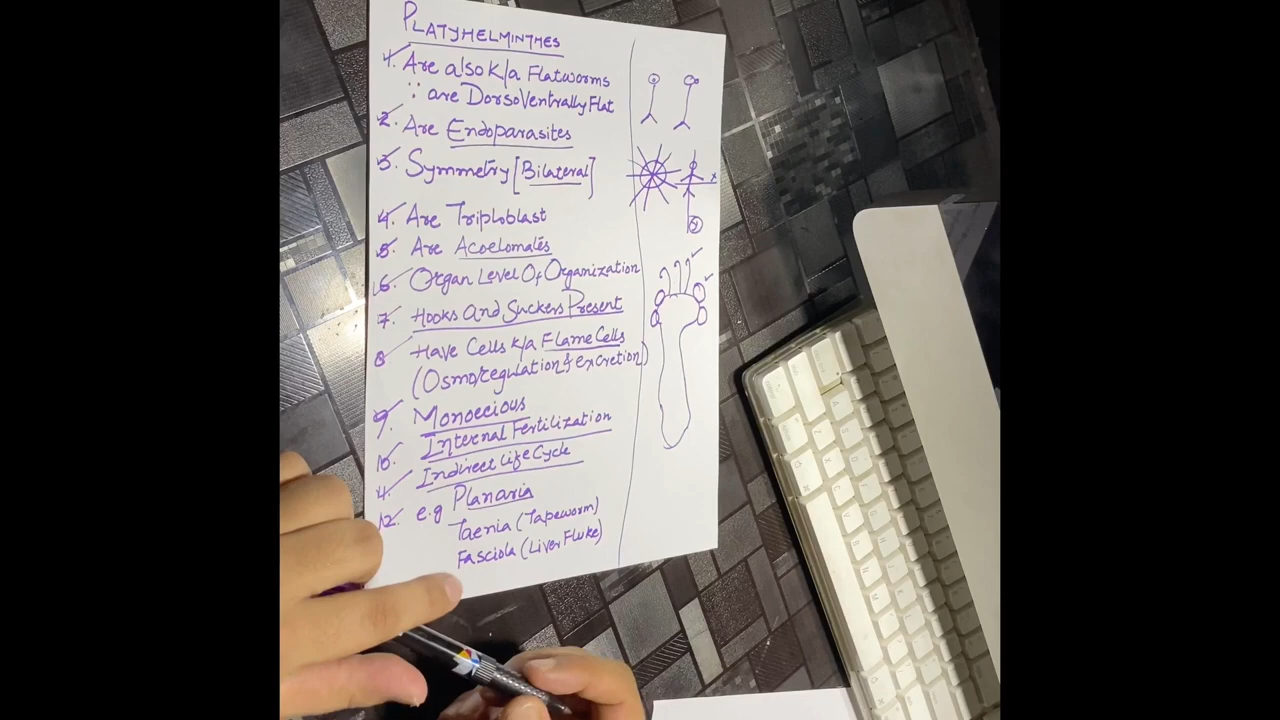 PLATYHELMINTHES
1. Are also K/a Flatworms
∵ are DorsoVentrally Flat
2. Are Endoparasites
3. Symmetry [Bilateral]
4. Are Triploblast
5. Are Acoelomates
6. Organ Level Of Organization
7. Hooks And Suckers Present
8 Have Cells k/a Flame Cells
(Osmoregulation & excretion)
9. Monoecious
10. Internal Fertilization
11. Indirect Life Cycle
12. e.g Planaria
Taenia (Tapeworm)
Fasciola (Liver Fluke)